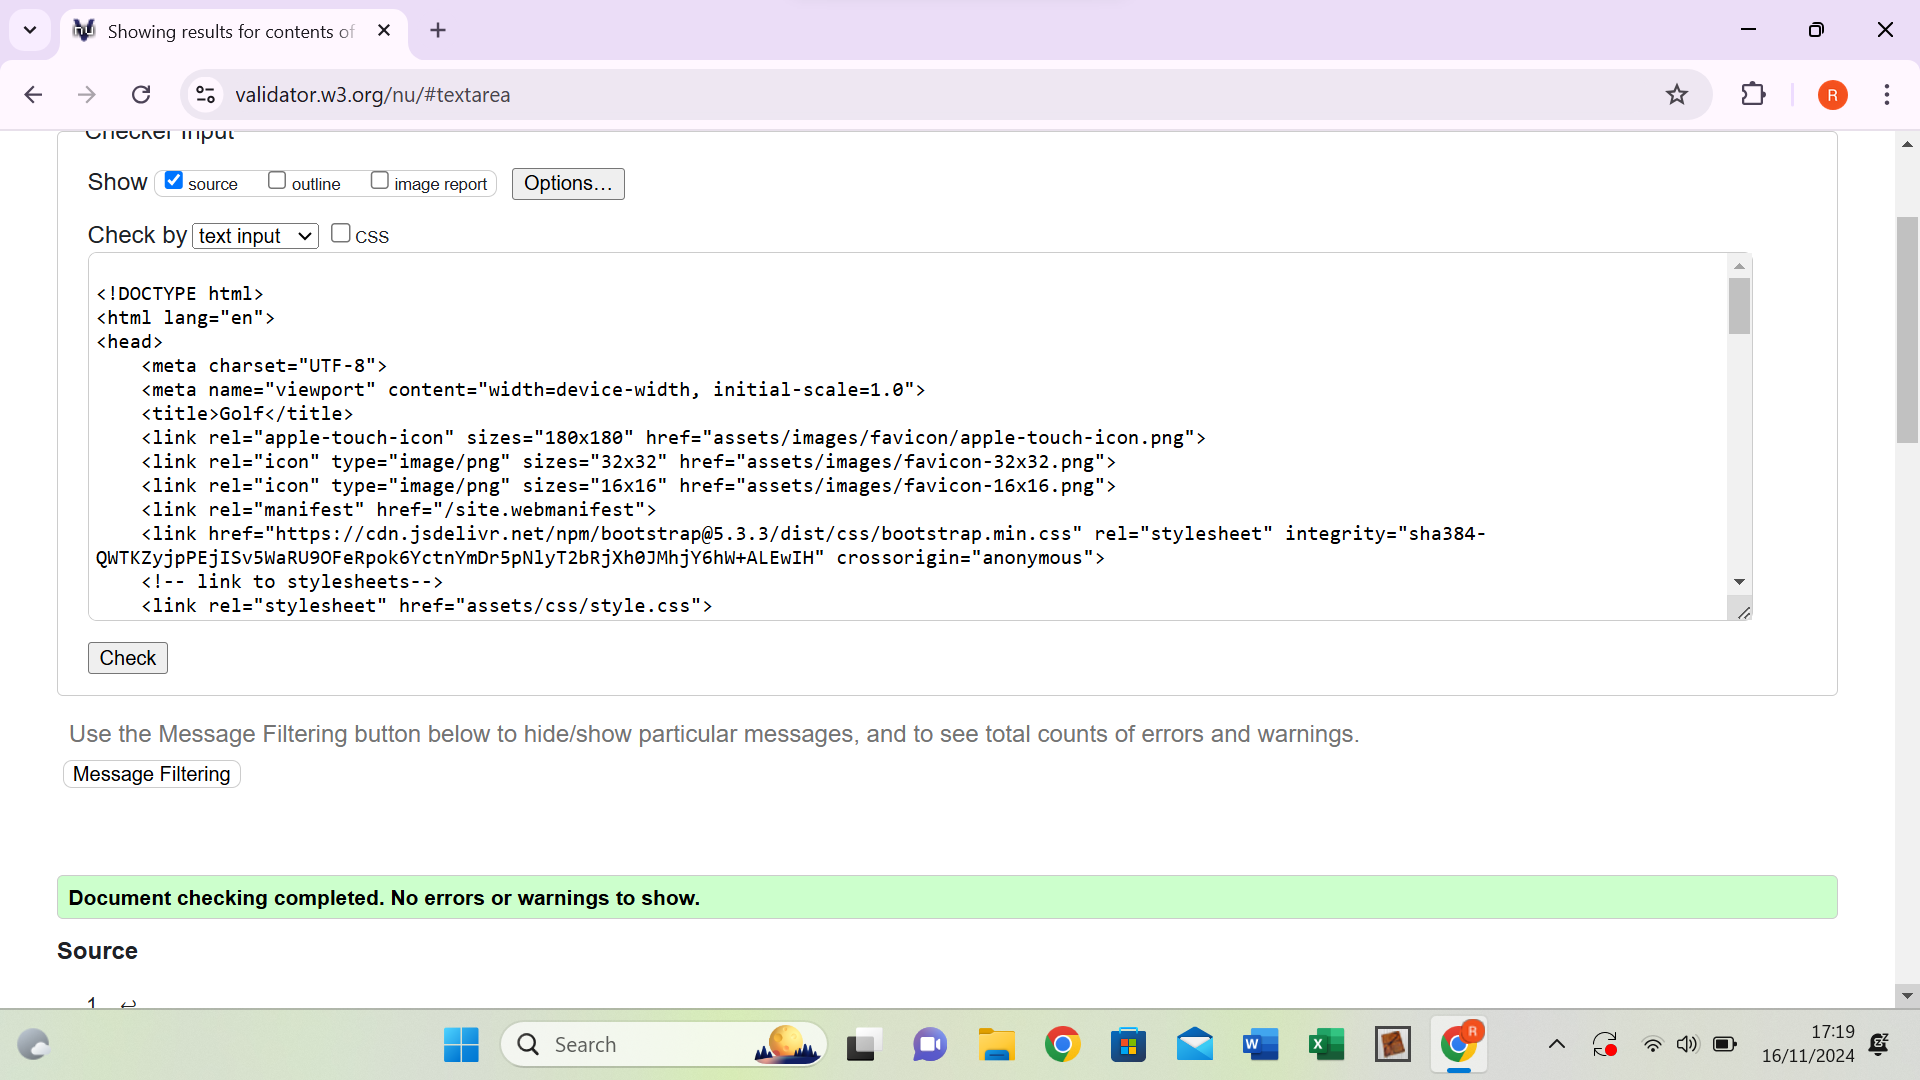 Showing results for contents of
validator.w3.org/nu/#textarea
R
Checker Input
Show source outline image report Options...
Check by text input CSS
<!DOCTYPE html>
<html lang="en">
<head>
<meta charset="UTF-8">
<meta name="viewport" content="width=device-width, initial-scale=1.0">
<title>Golf</title>
<link rel="apple-touch-icon" sizes="180x180" href="assets/images/favicon/apple-touch-icon.png">
<link rel="icon" type="image/png" sizes="32x32" href="assets/images/favicon-32x32.png">
<link rel="icon" type="image/png" sizes="16x16" href="assets/images/favicon-16x16.png">
<link rel="manifest" href="/site.webmanifest">
<link href="https://cdn.jsdelivr.net/npm/bootstrap@5.3.3/dist/css/bootstrap.min.css" rel="stylesheet" integrity="sha384-
QWTKZyjpPEjISv5WaRU9OFeRpok6YctnYmDr5pNlyT2bRjXh0JMhjY6hW+ALEwIH" crossorigin="anonymous">
<!-- link to stylesheets-->
<link rel="stylesheet" href="assets/css/style.css">
Check
Use the Message Filtering button below to hide/show particular messages, and to see total counts of errors and warnings.
Message Filtering
Document checking completed. No errors or warnings to show.
Source
1. ↩
Search
17:19
16/11/2024